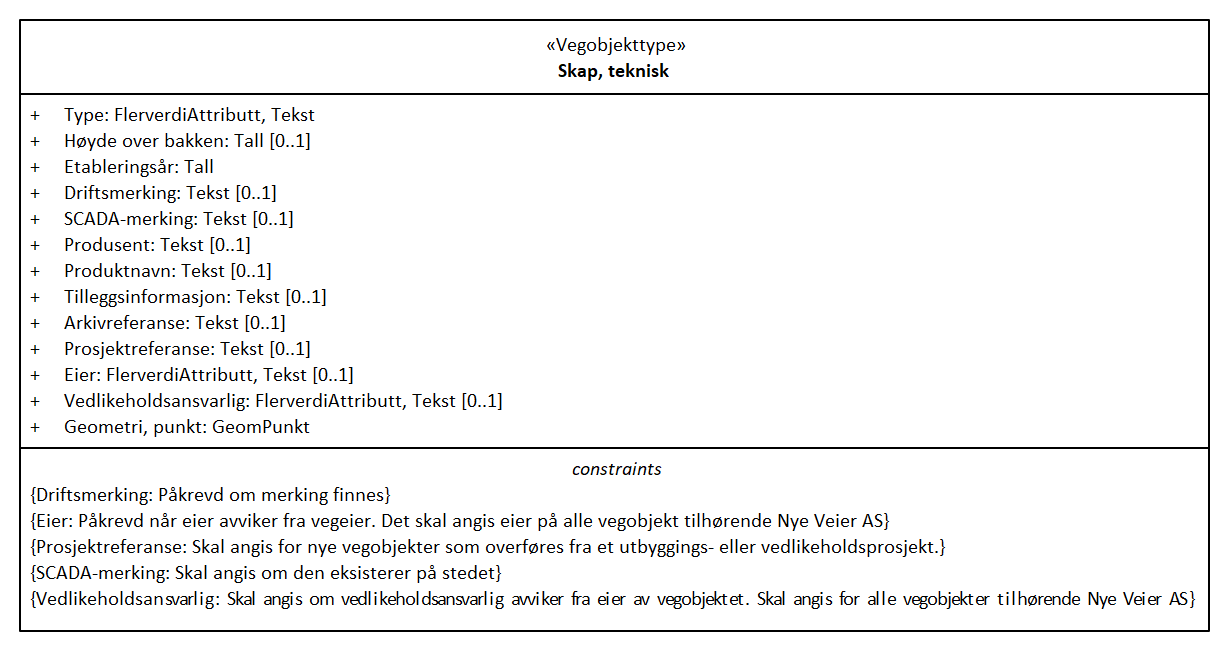 «Vegobjekttype»
Skap, teknisk
+ Type: FlerverdiAttributt, Tekst
+ Høyde over bakken: Tall [0..1]
+ Etableringsår: Tall
+ Driftsmerking: Tekst [0..1]
+ SCADA-merking: Tekst [0..1]
+ Produsent: Tekst [0..1]
+ Produktnavn: Tekst [0..1]
+ Tilleggsinformasjon: Tekst [0..1]
+ Arkivreferanse: Tekst [0..1]
+ Prosjektreferanse: Tekst [0..1]
+ Eier: FlerverdiAttributt, Tekst [0..1]
+ Vedlikeholdsansvarlig: FlerverdiAttributt, Tekst [0..1]
+ Geometri, punkt: GeomPunkt
constraints
{Driftsmerking: Påkrevd om merking finnes}
{Eier: Påkrevd når eier avviker fra vegeier. Det skal angis eier på alle vegobjekt tilhørende Nye Veier AS}
{Prosjektreferanse: Skal angis for nye vegobjekter som overføres fra et utbyggings- eller vedlikeholdsprosjekt.}
{SCADA-merking: Skal angis om den eksisterer på stedet}
{Vedlikeholdsansvarlig: Skal angis om vedlikeholdsansvarlig avviker fra eier av vegobjektet. Skal angis for alle vegobjekter tilhørende Nye Veier AS}